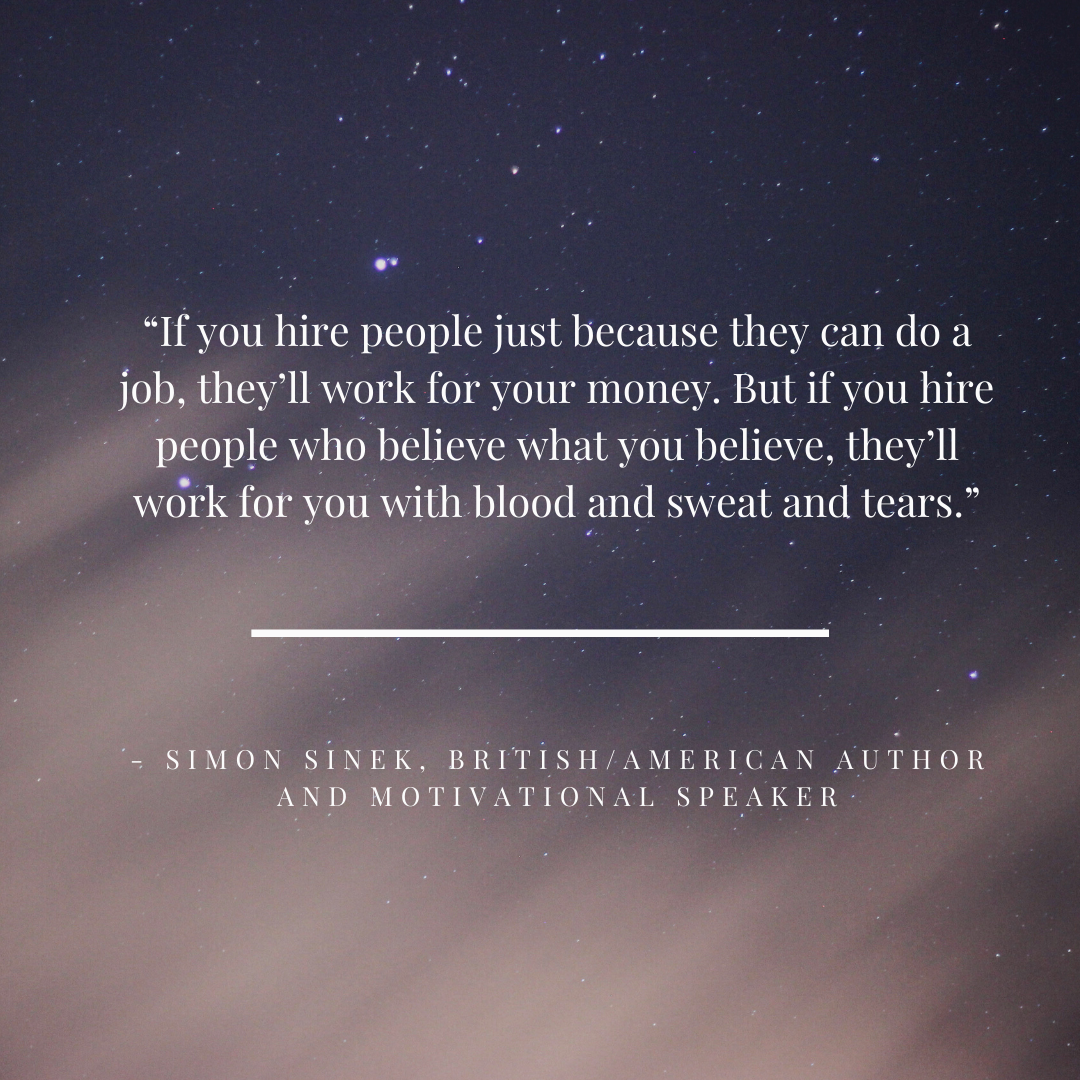 “If you hire people just because they can do a
job, they’ll work for your money. But if you hire
people who believe what you believe, they’ll
work for you with blood and sweat and tears.”
- SIMON SINEK, BRITISH/AMERICAN AUTHOR
AND MOTIVATIONAL SPEAKER